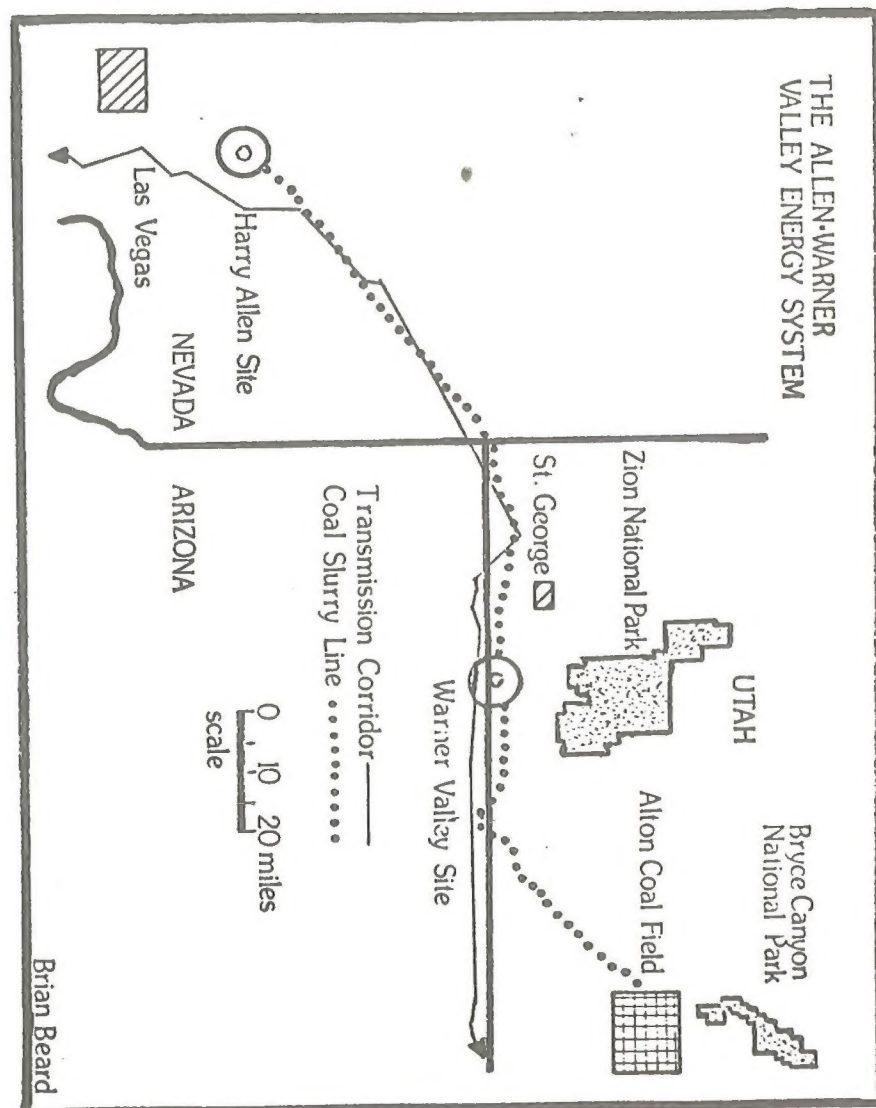 THE ALLEN-WARNER
VALLEY ENERGY SYSTEM
UTAH
Bryce Canyon
National Park
Zion National Park
Alton Coal Field
St. George
Warner Valley Site
Harry Allen Site
Las Vegas
NEVADA
ARIZONA
Transmission Corridor
Coal Slurry Line
0 10 20 miles
scale
Brian Beard